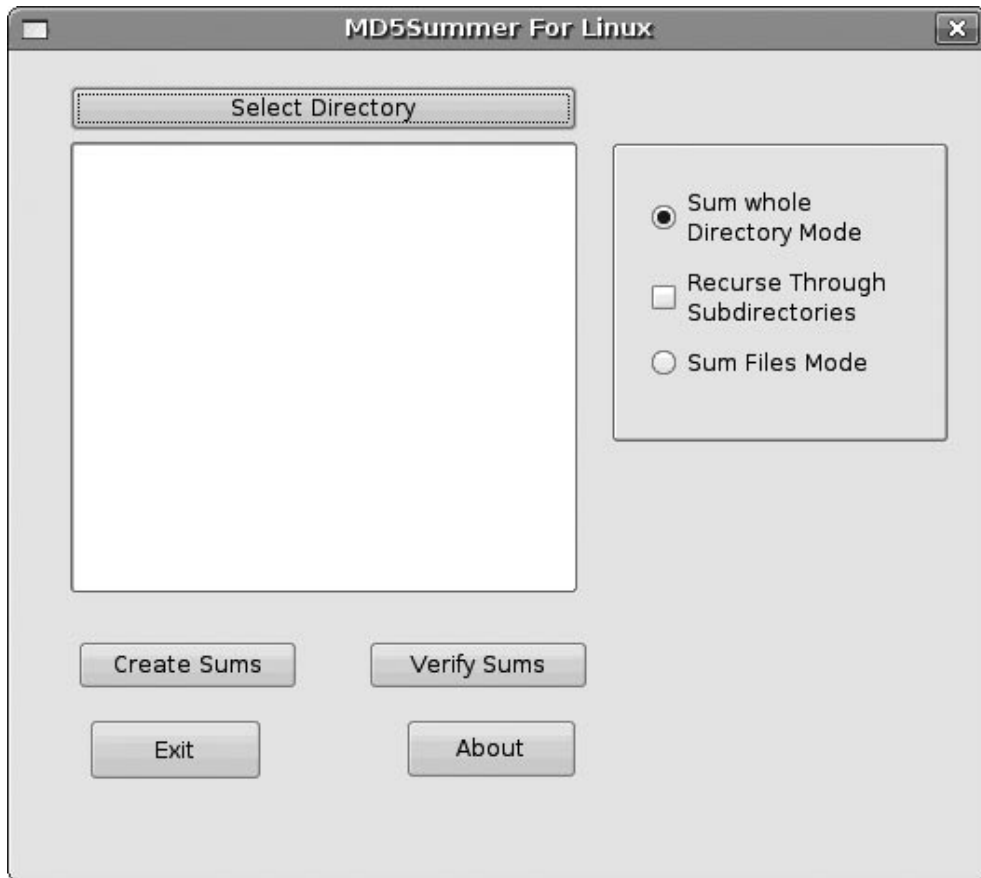 MD5Summer For Linux
Select Directory
Sum whole
Directory Mode
Recurse Through
Subdirectories
Sum Files Mode
Create Sums
Verify Sums
Exit
About